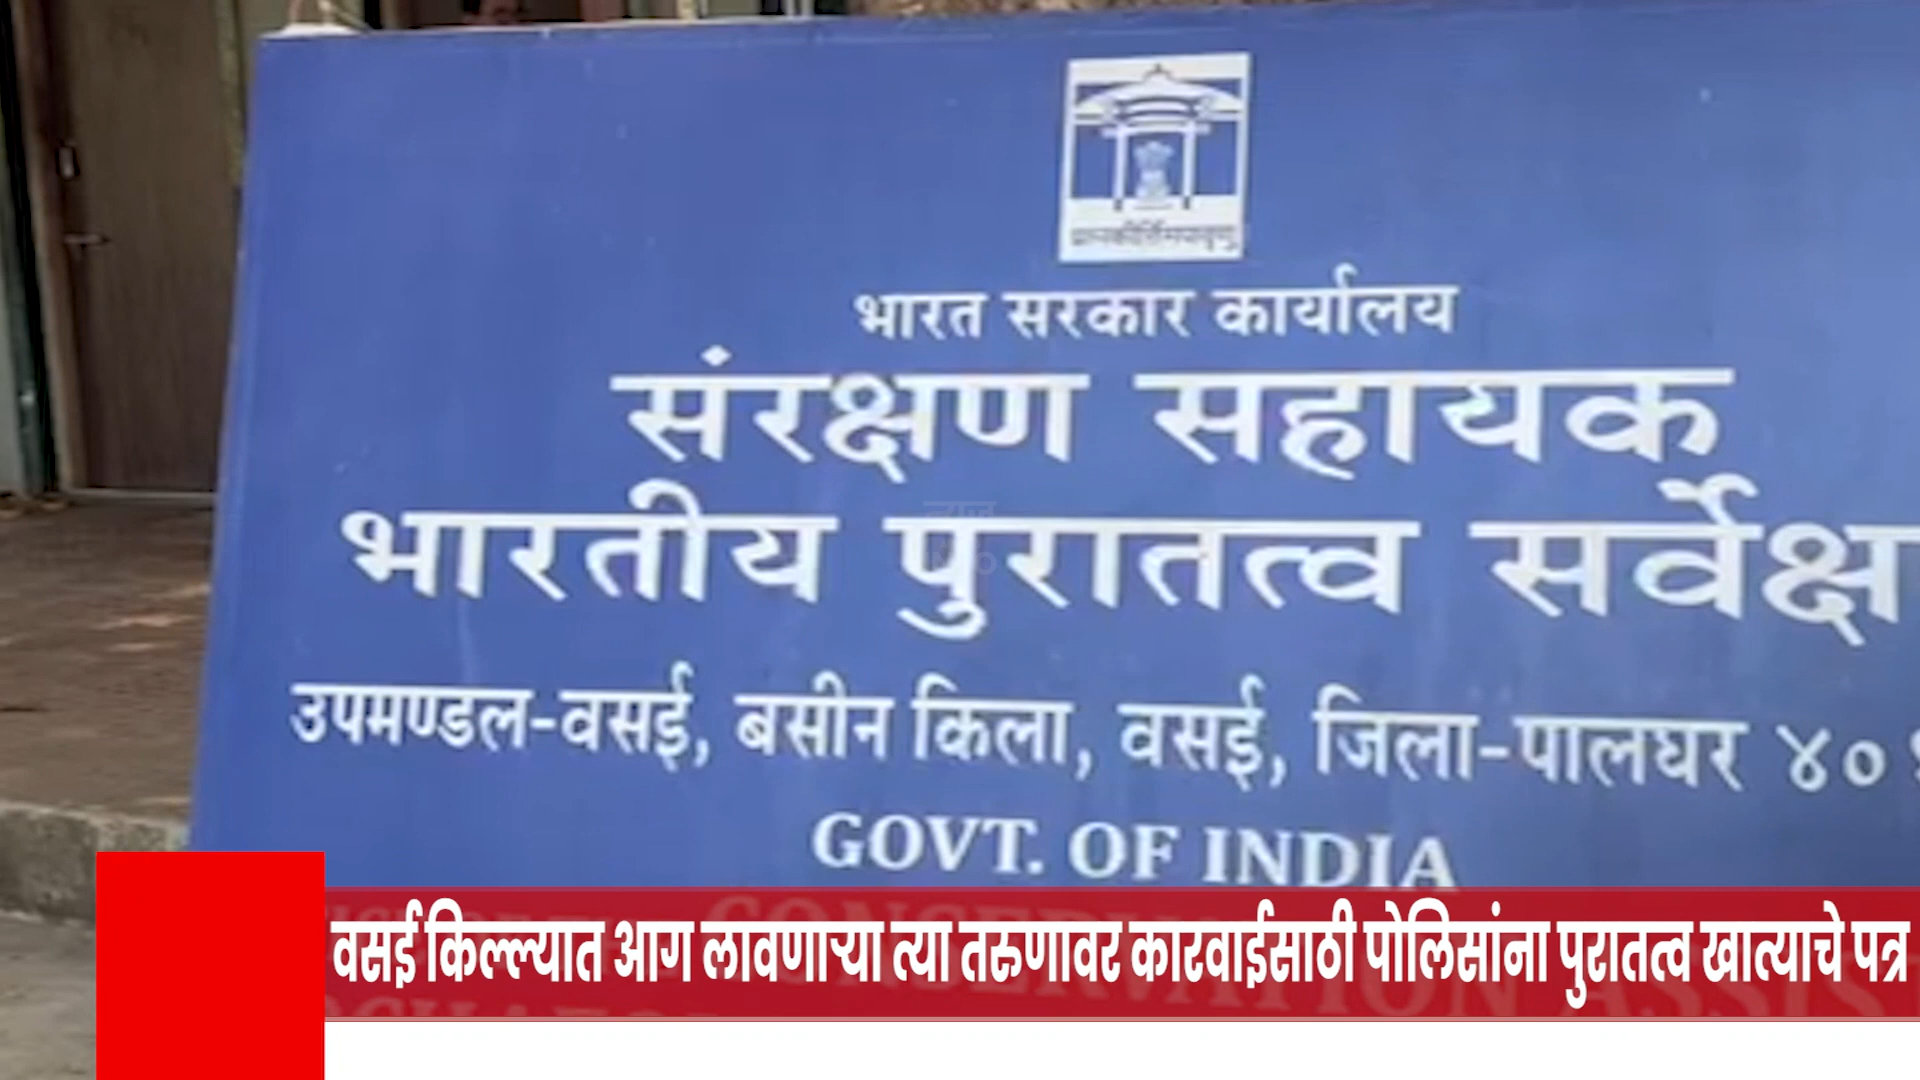 भारत सरकार कार्यालय
संरक्षण सहायक
भारतीय पुरातत्व सर्वेक्ष
उपमण्डल-वसई, बसीन किला, वसई, जिला-पालघर ४०
GOVT. OF INDIA
वसई किल्ल्यात आग लावणाऱ्या त्या तरुणावर कारवाईसाठी पोलिसांना पुरातत्व खात्याचे पत्र